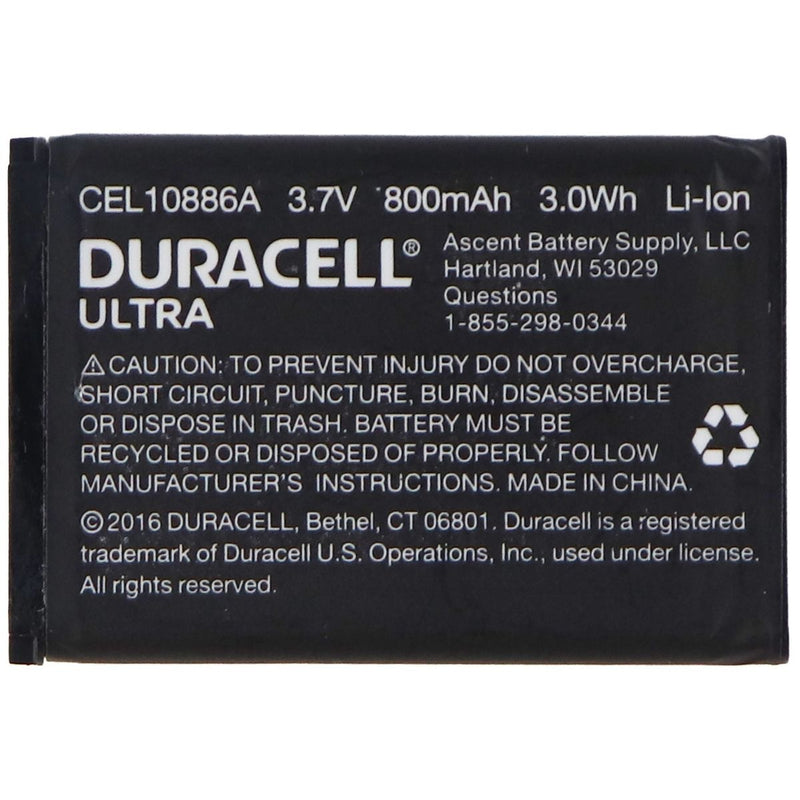 CEL10886A 3.7V 800mAh 3.0Wh Li-Ion
DURACELL®
ULTRA
Ascent Battery Supply, LLC
Hartland, WI 53029
Questions
1-855-298-0344
⚠CAUTION: TO PREVENT INJURY DO NOT OVERCHARGE,
SHORT CIRCUIT, PUNCTURE, BURN, DISASSEMBLE
OR DISPOSE IN TRASH. BATTERY MUST BE
RECYCLED OR DISPOSED OF PROPERLY. FOLLOW
MANUFACTURER'S INSTRUCTIONS. MADE IN CHINA.
©2016 DURACELL, Bethel, CT 06801. Duracell is a registered
trademark of Duracell U.S. Operations, Inc., used under license.
All rights reserved.